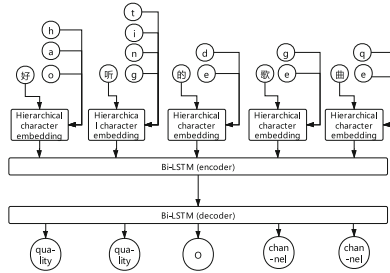 t
h i
a n d g q
好 o 听 g 的 e 歌 e 曲 e
Hierarchical character embedding
Hierarchica l character embedding
Hierarchical character embedding
Hierarchical character embedding
Hierarchical character embedding
Bi-LSTM (encoder)
Bi-LSTM (decoder)
qua-
lity
qua-
lity
O
chan
-nel
chan
-nel